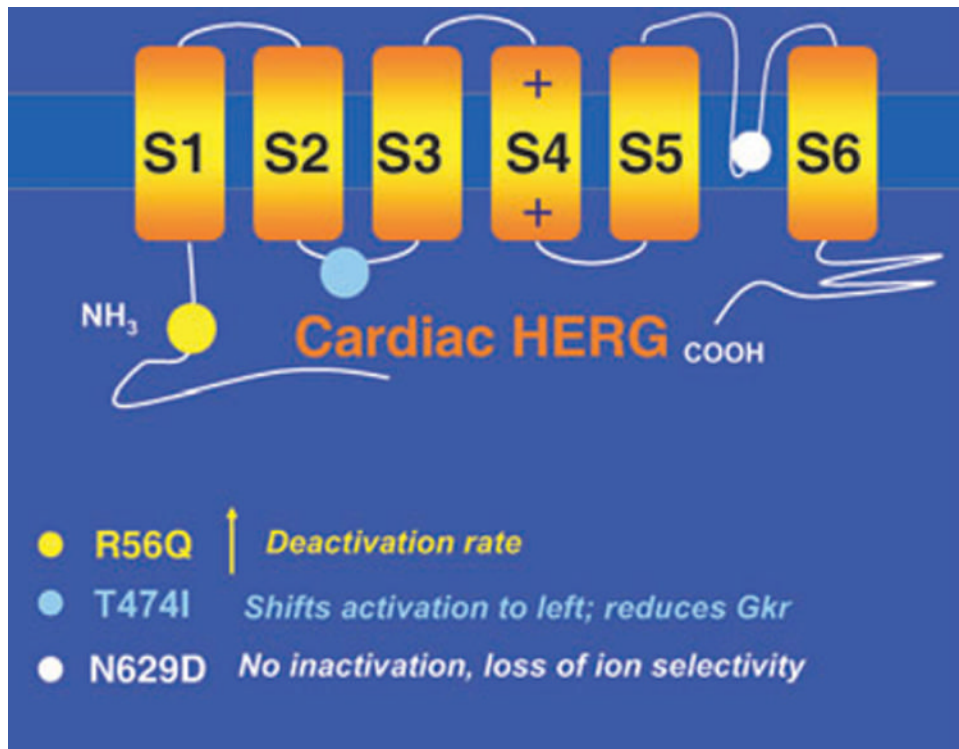 S1 S2 S3 S4 S5 S6
+
+
NH₃
Cardiac HERG
COOH
R56Q Deactivation rate
T474I Shifts activation to left; reduces Gkr
N629D No inactivation, loss of ion selectivity